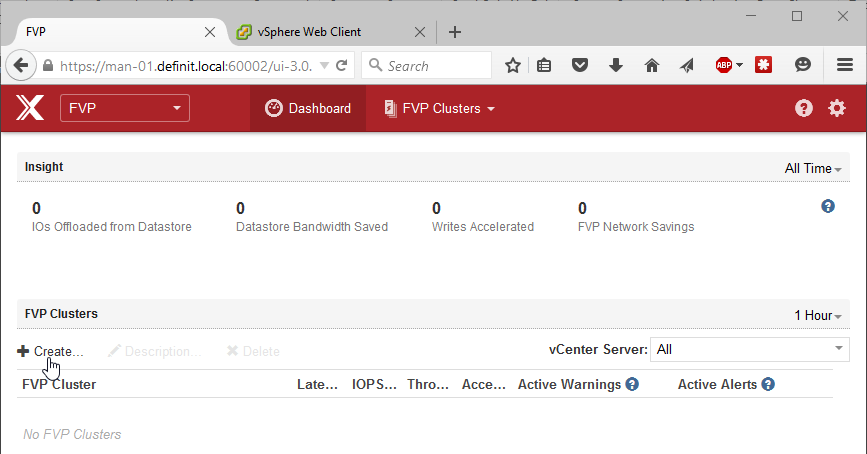 FVP
vSphere Web Client
https://man-01.definit.local:60002/ui-3.0.
Search
ABP
FVP
Dashboard
FVP Clusters
Insight
All Time
0
0
0
0
IOs Offloaded from Datastore
Datastore Bandwidth Saved
Writes Accelerated
FVP Network Savings
FVP Clusters
1 Hour
Create...
Description...
Delete
vCenter Server: All
FVP Cluster Late... IOPS... Thro... Acce... Active Warnings Active Alerts
No FVP Clusters